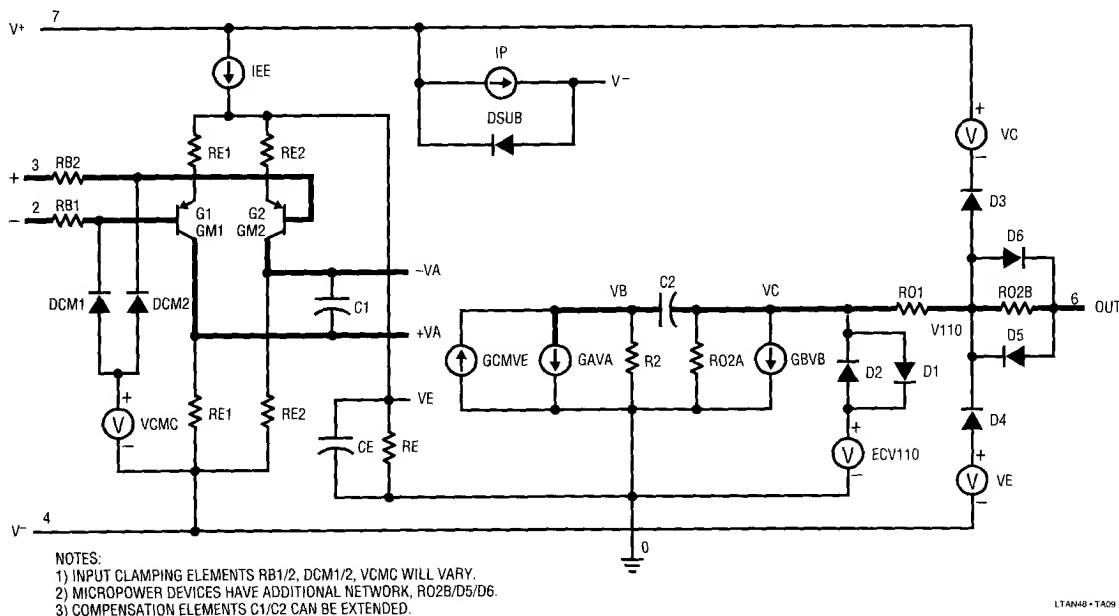 V+ 7
IP
IEE
V−
DSUB
+
V VC
−
RE1 RE2
D3
+ 3 RB2
− 2 RB1
G1 G2
GM1 GM2
D6
DCM1 DCM2
~VA
C1
VB C2 VC RO1 RO2B 6 OUT
V110
+VA
GCMVE GAVA R2 RO2A GBVB D2 D1 D5
+
V VCMC
−
RE1 RE2
VE
D4
CE RE
+
V ECV110
−
+
V VE
−
V− 4
0
NOTES:
1) INPUT CLAMPING ELEMENTS RB1/2, DCM1/2, VCMC WILL VARY.
2) MICROPOWER DEVICES HAVE ADDITIONAL NETWORK, RO2B/D5/D6.
3) COMPENSATION ELEMENTS C1/C2 CAN BE EXTENDED.
LTAN48 • TA09